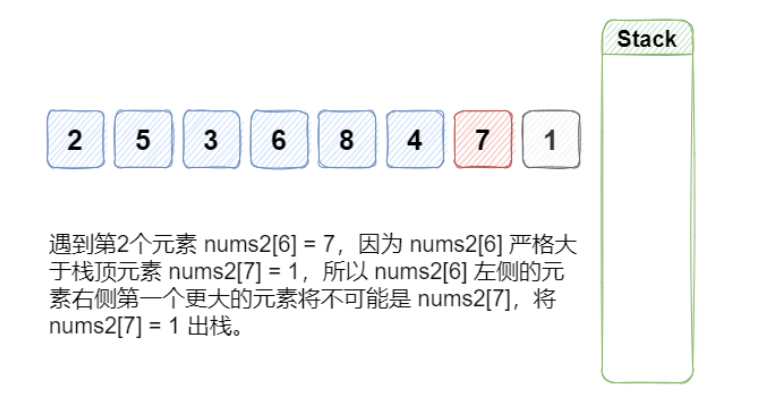 Stack
2 5 3 6 8 4 7 1
遇到第2个元素 nums2[6] = 7，因为 nums2[6] 严格大
于栈顶元素 nums2[7] = 1，所以 nums2[6] 左侧的元
素右侧第一个更大的元素将不可能是 nums2[7]，将
nums2[7] = 1 出栈。